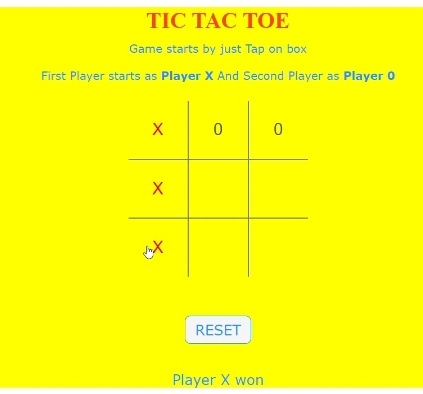 TIC TAC TOE
Game starts by just Tap on box
First Player starts as Player X And Second Player as Player 0
X 0 0
X
X
RESET
Player X won